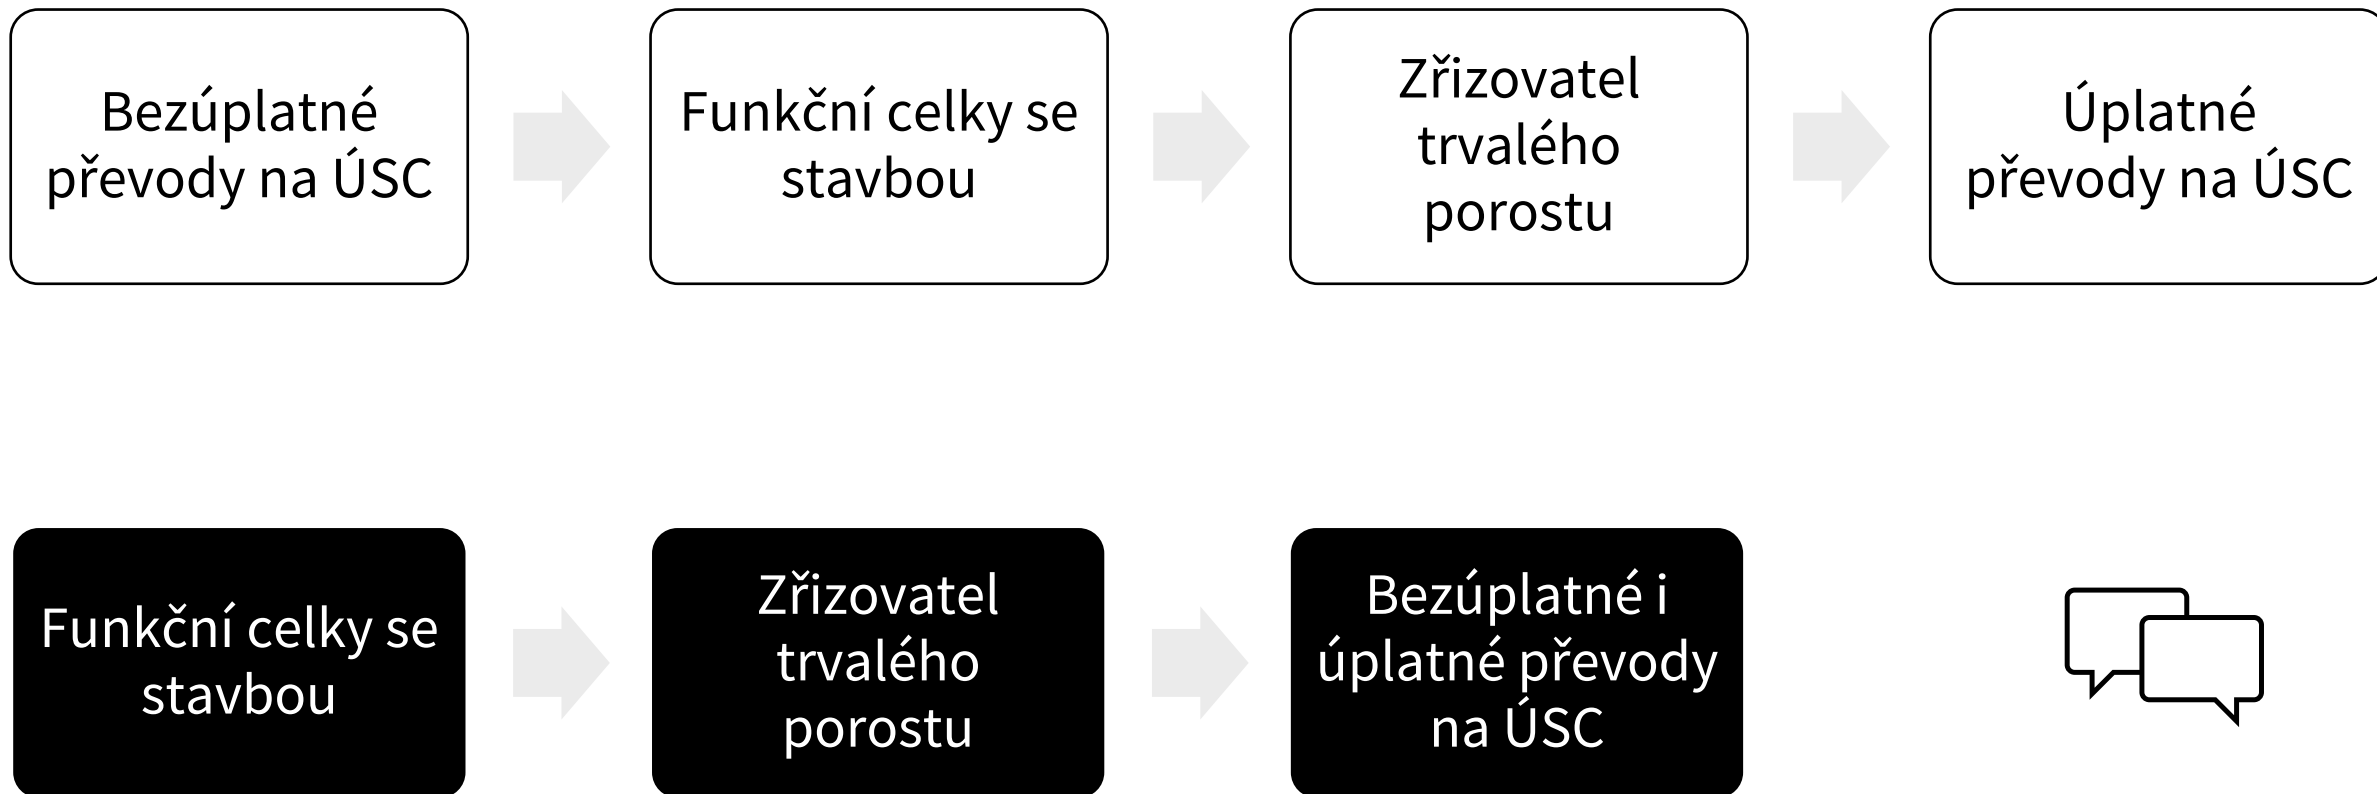 Bezúplatné
převody na ÚSC
Funkční celky se
stavbou
Zřizovatel
trvalého
porostu
Úplatné
převody na ÚSC
Funkční celky se
stavbou
Zřizovatel
trvalého
porostu
Bezúplatné i
úplatné převody
na ÚSC